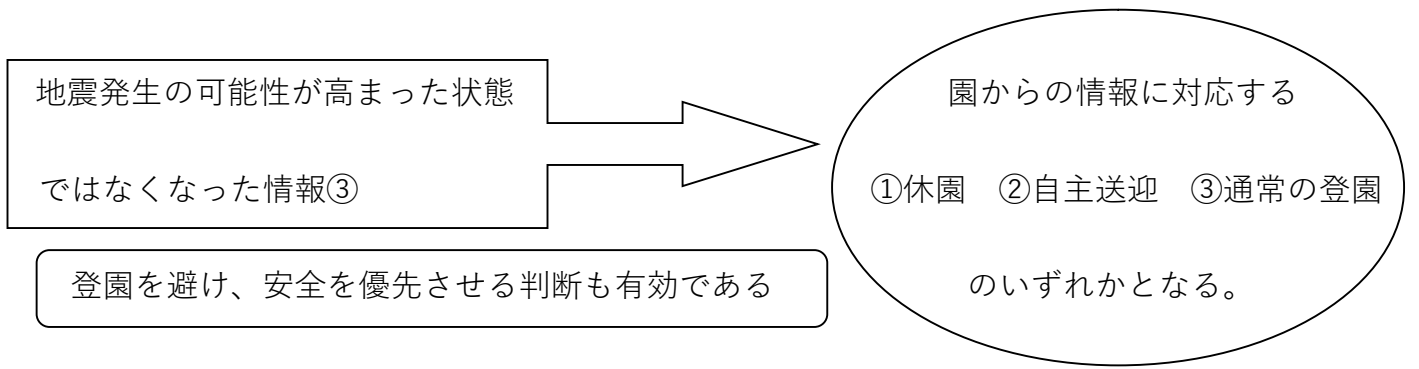 地震発生の可能性が高まった状態
ではなくなった情報③
登園を避け、安全を優先させる判断も有効である
園からの情報に対応する
①休園　②自主送迎　③通常の登園
のいずれかとなる。